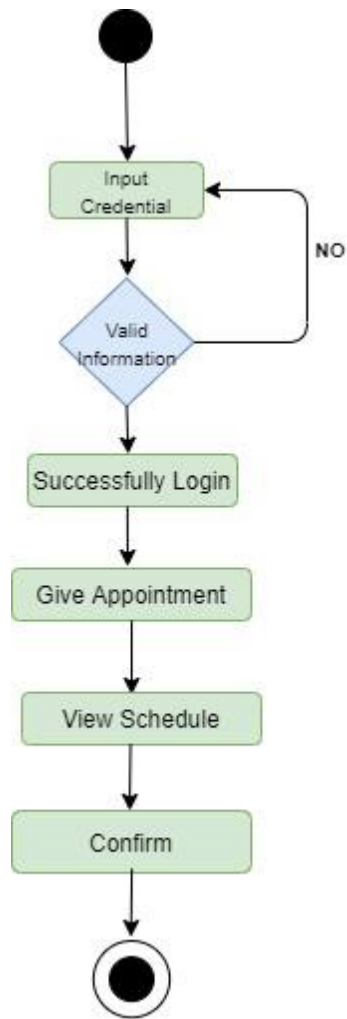 Input
Credential
NO
Valid
Information
Successfully Login
Give Appointment
View Schedule
Confirm